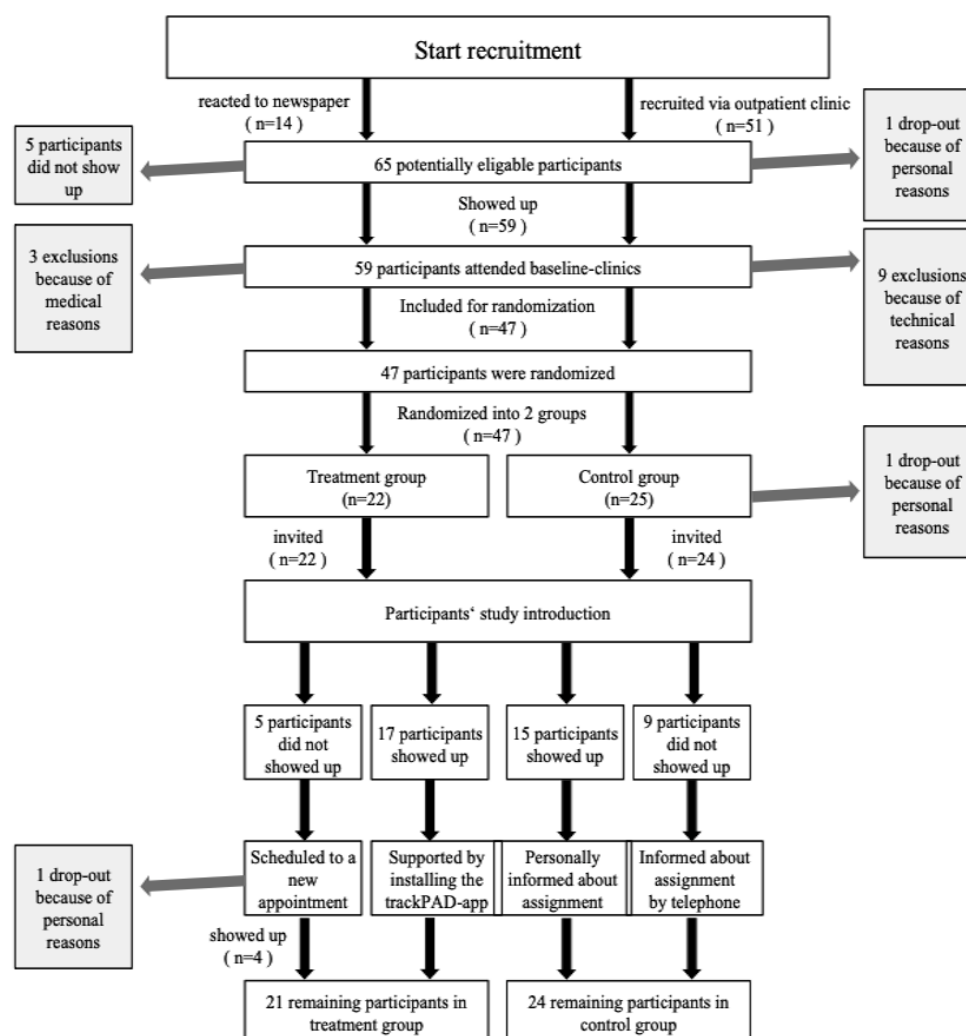 Start recruitment
reacted to newspaper
( n=14 )
recruited via outpatient clinic
( n=51 )
5 participants
did not show
up
65 potentially eligable participants
1 drop-out
because of
personal
reasons
Showed up
( n=59 )
3 exclusions
because of
medical
reasons
59 participants attended baseline-clinics
9 exclusions
because of
technical
reasons
Included for randomization
( n=47 )
47 participants were randomized
Randomized into 2 groups
( n=47 )
Treatment group
(n=22)
Control group
(n=25)
1 drop-out
because of
personal
reasons
invited
( n=22 )
invited
( n=24 )
Participants‘ study introduction
5 participants
did not
showed up
17 participants
showed up
15 participants
showed up
9 participants
did not
showed up
1 drop-out
because of
personal
reasons
Scheduled to a
new
appointment
Supported by
installing the
trackPAD-app
Personally
informed about
assignment
Informed about
assignment
by telephone
showed up
(n=4)
21 remaining participants in
treatment group
24 remaining participants in
control group